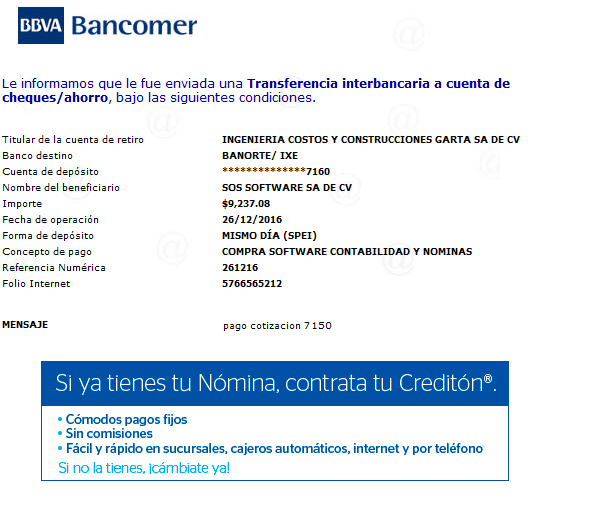 BBVA Bancomer
Le informamos que le fue enviada una Transferencia interbancaria a cuenta de
cheques/ahorro, bajo las siguientes condiciones.
Titular de la cuenta de retiro INGENIERIA COSTOS Y CONSTRUCCIONES GARTA SA DE CV
Banco destino BANORTE/ IXE
Cuenta de depósito **************7160
Nombre del beneficiario SOS SOFTWARE SA DE CV
Importe $9,237.08
Fecha de operación 26/12/2016
Forma de depósito MISMO DÍA (SPEI)
Concepto de pago COMPRA SOFTWARE CONTABILIDAD Y NOMINAS
Referencia Numérica 261216
Folio Internet 5766565212
MENSAJE pago cotizacion 7150
Si ya tienes tu Nómina, contrata tu Creditón®.
• Cómodos pagos fijos
• Sin comisiones
• Fácil y rápido en sucursales, cajeros automáticos, internet y por teléfono
Si no la tienes, ¡cámbiate ya!